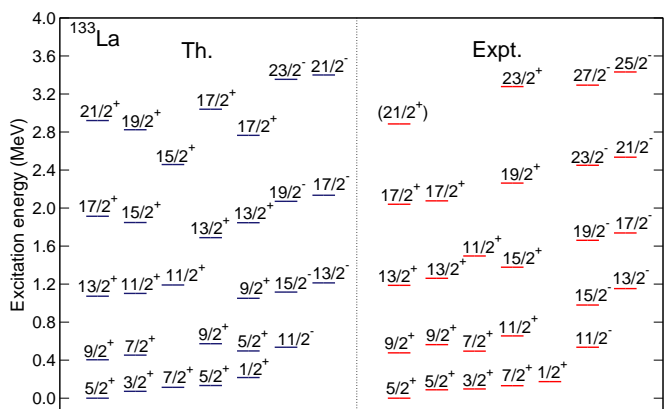 ¹³³La
Th.
Expt.
Excitation energy (MeV)
4.0
3.6
3.2
2.8
2.4
2.0
1.6
1.2
0.8
0.4
0.0
23/2⁻ 21/2⁻
21/2⁺ 19/2⁺ 17/2⁺ 17/2⁺
15/2⁺
17/2⁺ 15/2⁺ 13/2⁺ 13/2⁺ 19/2⁻ 17/2⁻
13/2⁺ 11/2⁺ 11/2⁺ 9/2⁺ 15/2⁻ 13/2⁻
9/2⁺ 7/2⁺ 9/2⁺ 5/2⁺ 11/2⁻
5/2⁺ 3/2⁺ 7/2⁺ 5/2⁺ 1/2⁺
23/2⁺ 27/2⁻ 25/2⁻
(21/2⁺)
17/2⁺ 17/2⁺ 19/2⁺ 23/2⁻ 21/2⁻
13/2⁺ 13/2⁺ 11/2⁺ 15/2⁺ 19/2⁻ 17/2⁻
15/2⁻ 13/2⁻
9/2⁺ 9/2⁺ 7/2⁺ 11/2⁺ 11/2⁻
5/2⁺ 5/2⁺ 3/2⁺ 7/2⁺ 1/2⁺